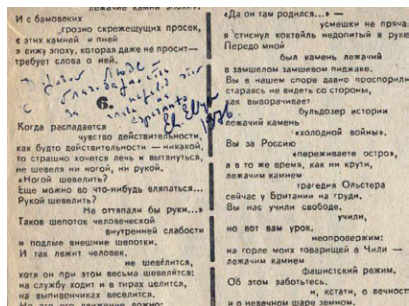 лежачие камни
И с бамовских
грозно скрежещущих просек,
с этих камней и пней
я вижу эпоху, которая даже не просит—
требует слова о ней.
6.
1976
Когда распадается
чувство действительности,
как будто действительности — никакой,
то страшно хочется лечь и вытянуться,
не шевеля ни ногой, ни рукой.
«Ногой шевелить?
Еще можно во что-нибудь вляпаться...
Рукой шевелить?
Не оттяпали бы руки...»
Таков шепоток человеческой
внутренней слабости
и подлые внешние шепотки.
И так лежит человек,
не шевелится,
хотя он при этом весьма шевелится:
на службу ходит и в тирах целится,
на выпивончиках веселится.
«Да он там родился...» —
усмешки не пряча,
я стиснул коктейль недопитый в руке.
Передо мной
был камень лежачий
в замшелом замшевом пиджаке.
Вы в нашем споре давно проспорили,
стараясь не видеть со стороны,
как выворачивает
бульдозер истории
лежачий камень
«холодной войны».
Вы за Россию
«переживаете остро»,
а в то же время, как ни крути,
лежачим камнем
трагедия Ольстера
сейчас у Британии на груди.
Вы нас учили свободе,
учили,
но вот вам урок,
неопровержим:
на горле моих товарищей в Чили —
лежачим камнем
фашистский режим.
Об этом заботьтесь,
и, кстати, о вечности
и о невечном шаре земном.